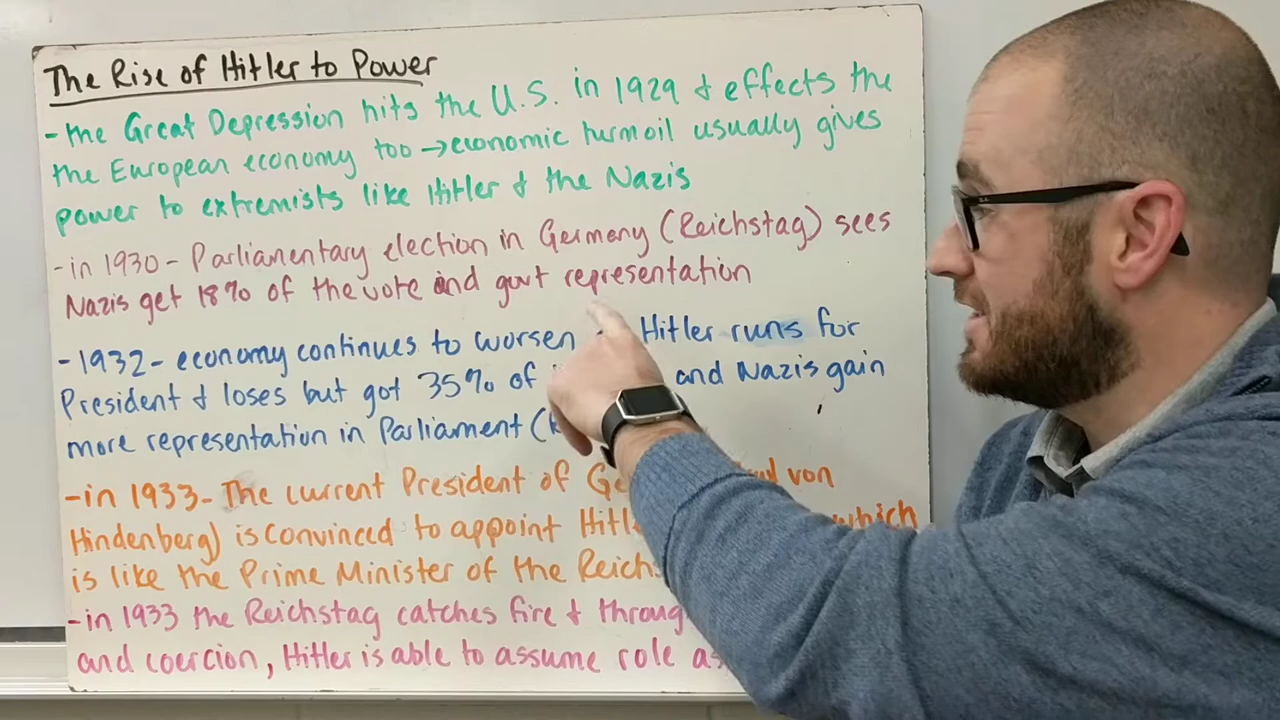 The Rise of Hitler to Power
- the Great Depression hits the U.S. in 1929 & effects the
the European economy too → economic turmoil usually gives
power to extremists like Hitler & the Nazis
- in 1930 - Parliamentary election in Germany (Reichstag) sees
Nazis get 18% of the vote and govt representation
- 1932 - economy continues to worsen Hitler runs for
President & loses but got 35% of and Nazis gain
more representation in Parliament (
- in 1933 - The current President of von
Hindenberg) is convinced to appoint which
is like the Prime Minister of the
- in 1933 the Reichstag catches fire &
and coercion, Hitler is able to assume role